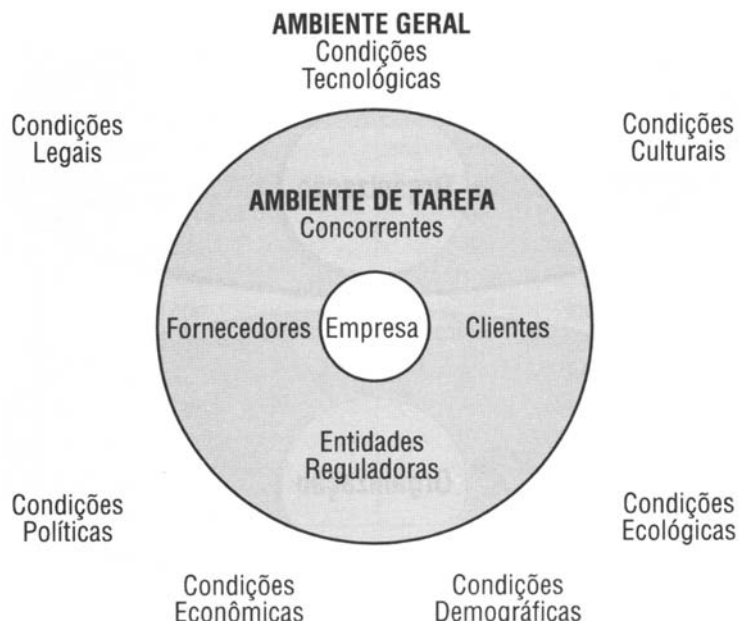 AMBIENTE GERAL
Condições
Tecnológicas
Condições
Legais
Condições
Culturais
AMBIENTE DE TAREFA
Concorrentes
Fornecedores
Empresa
Clientes
Entidades
Reguladoras
Condições
Políticas
Condições
Ecológicas
Condições
Econômicas
Condições
Demográficas